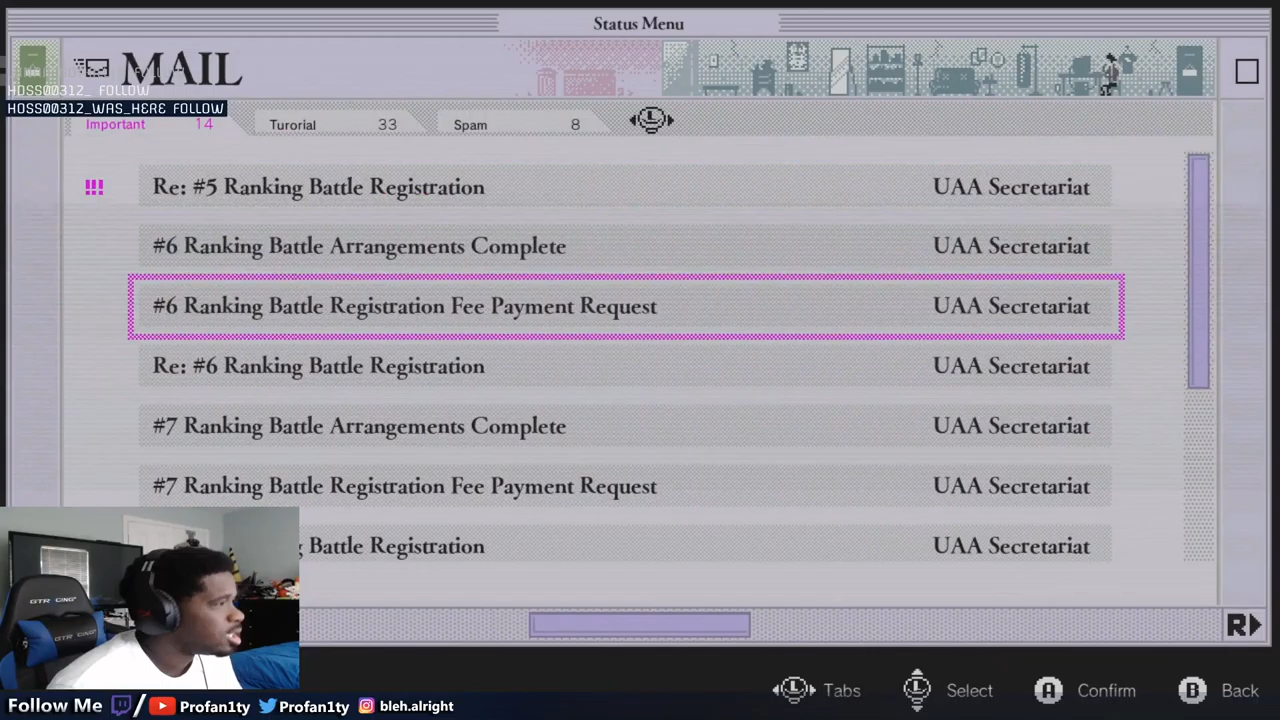 Status Menu
MAIL
HOSS00312_ FOLLOW
HOSS00312_WAS_HERE FOLLOW
Important 14
Turorial 33
Spam 8
!!! Re: #5 Ranking Battle Registration UAA Secretariat
#6 Ranking Battle Arrangements Complete UAA Secretariat
#6 Ranking Battle Registration Fee Payment Request UAA Secretariat
Re: #6 Ranking Battle Registration UAA Secretariat
#7 Ranking Battle Arrangements Complete UAA Secretariat
#7 Ranking Battle Registration Fee Payment Request UAA Secretariat
Battle Registration UAA Secretariat
R
L Tabs L Select A Confirm B Back
GTRACING
GTRACING
Follow Me / Profan1ty Profan1ty bleh.alright